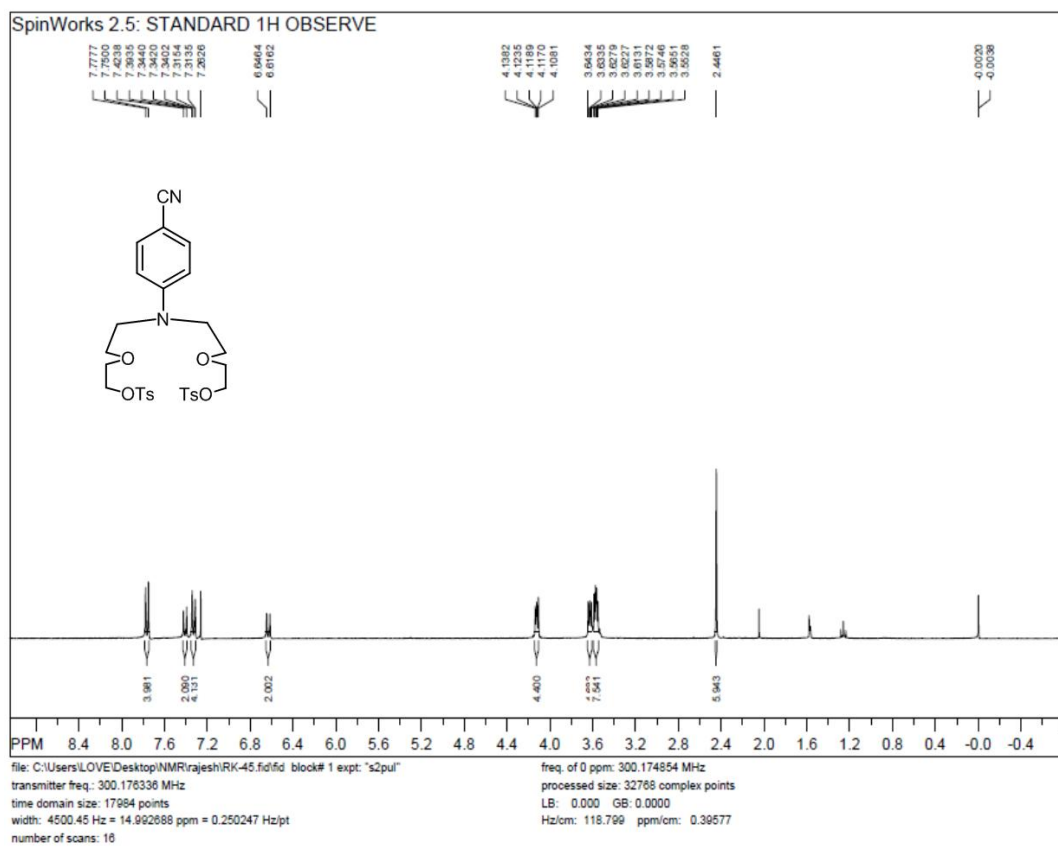 SpinWorks 2.5: STANDARD 1H OBSERVE
7.7777
7.7500
7.4238
7.3935
7.3440
7.3420
7.3402
7.3154
7.3135
7.2626
6.6464
6.6162
4.1382
4.1235
4.1189
4.1170
4.1081
3.6434
3.6335
3.6279
3.6227
3.6131
3.5872
3.5746
3.5651
3.5528
2.4461
-0.0020
-0.0038
CN
N
O
O
OTs
TsO
3.981
2.090
4.131
2.002
4.400
7.541
5.943
PPM 8.4 8.0 7.6 7.2 6.8 6.4 6.0 5.6 5.2 4.8 4.4 4.0 3.6 3.2 2.8 2.4 2.0 1.6 1.2 0.8 0.4 -0.0 -0.4
file: C:\Users\LOVE\Desktop\NMR\rajesh\RK-45.fid\fid block# 1 expt: "s2pul"
transmitter freq.: 300.176336 MHz
time domain size: 17984 points
width: 4500.45 Hz = 14.992688 ppm = 0.250247 Hz/pt
number of scans: 16
freq. of 0 ppm: 300.174854 MHz
processed size: 32768 complex points
LB: 0.000 GB: 0.0000
Hz/cm: 118.799 ppm/cm: 0.39577